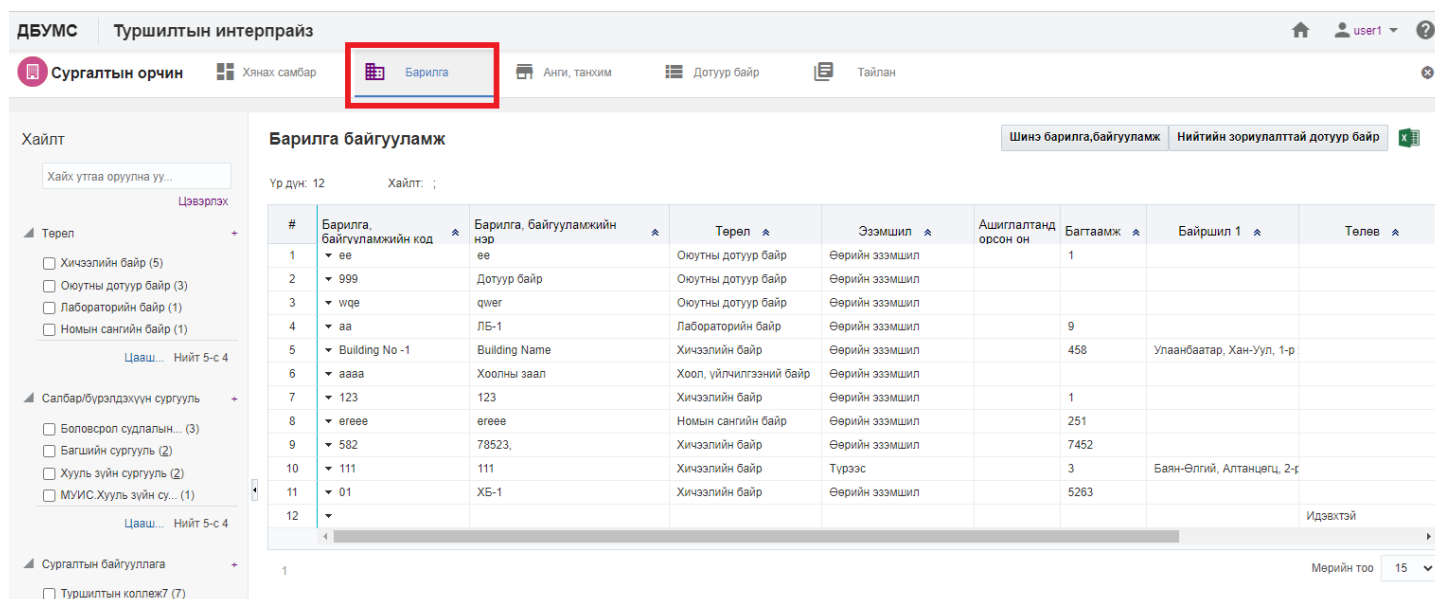 ДБУМС Туршилтын интерпрайз user1
Сургалтын орчин Хянах самбар Барилга Анги, танхим Дотуур байр Тайлан
Хайлт
Хайх утгаа оруулна уу...
Цэвэрлэх
Төрөл +
Хичээлийн байр (5)
Оюутны дотуур байр (3)
Лабораторийн байр (1)
Номын сангийн байр (1)
Цааш... Нийт 5-с 4
Салбар/бүрэлдэхүүн сургууль +
Боловсрол судлалын... (3)
Багшийн сургууль (2)
Хууль зүйн сургууль (2)
МУИС.Хууль зүйн су... (1)
Цааш... Нийт 5-с 4
Сургалтын байгууллага +
Туршилтын коллеж7 (7)
Барилга байгууламж
Шинэ барилга,байгууламж Нийтийн зориулалттай дотуур байр
Үр дүн: 12 Хайлт: ;
# Барилга, байгууламжийн код Барилга, байгууламжийн нэр Төрөл Эзэмшил Ашиглалтанд орсон он Багтаамж Байршил 1 Төлөв
1 ee ee Оюутны дотуур байр Өөрийн эзэмшил 1
2 999 Дотуур байр Оюутны дотуур байр Өөрийн эзэмшил
3 wqe qwer Оюутны дотуур байр Өөрийн эзэмшил
4 aa ЛБ-1 Лабораторийн байр Өөрийн эзэмшил 9
5 Building No -1 Building Name Хичээлийн байр Өөрийн эзэмшил 458 Улаанбаатар, Хан-Уул, 1-р
6 aaaa Хоолны заал Хоол, үйлчилгээний байр Өөрийн эзэмшил
7 123 123 Хичээлийн байр Өөрийн эзэмшил 1
8 ereee ereee Номын сангийн байр Өөрийн эзэмшил 251
9 582 78523, Хичээлийн байр Өөрийн эзэмшил 7452
10 111 111 Хичээлийн байр Түрээс 3 Баян-Өлгий, Алтанцөгц, 2-р
11 01 ХБ-1 Хичээлийн байр Өөрийн эзэмшил 5263
12 Идэвхтэй
1 Мөрийн тоо 15